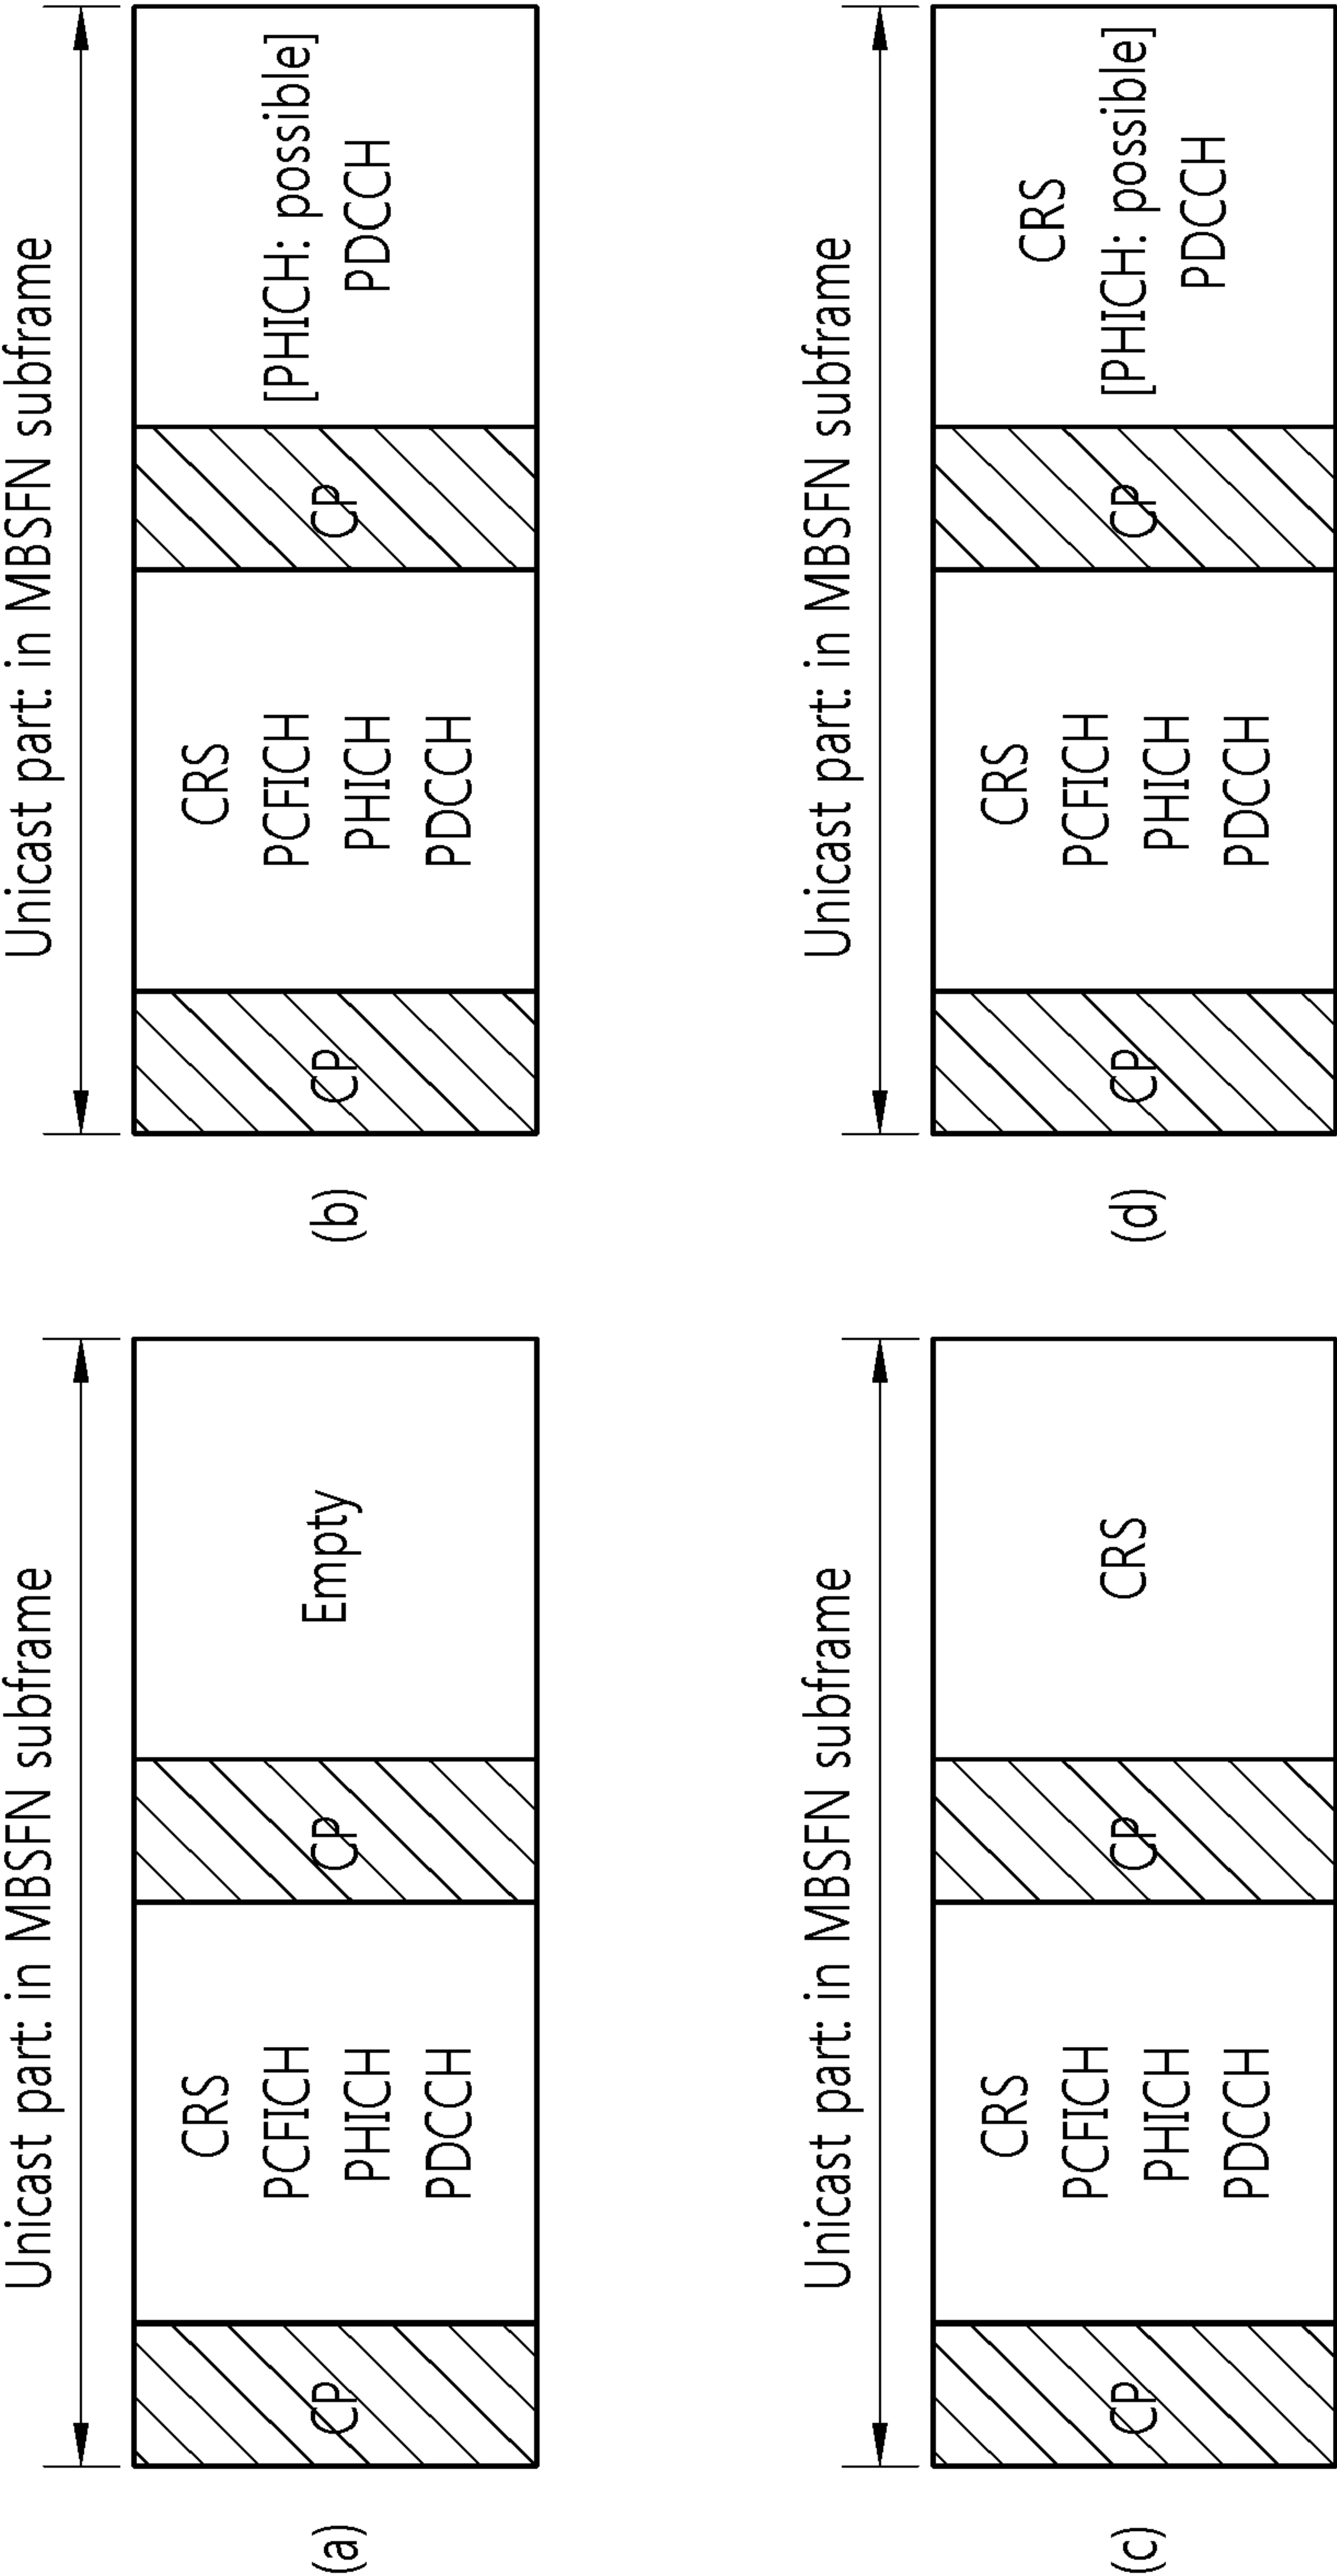 Unicast part: in MBSFN subframe
(a)
CP
CRS
PCFICH
PHICH
PDCCH
CP
Empty
Unicast part: in MBSFN subframe
(b)
CP
CRS
PCFICH
PHICH
PDCCH
CP
[PHICH: possible]
PDCCH
Unicast part: in MBSFN subframe
(c)
CP
CRS
PCFICH
PHICH
PDCCH
CP
CRS
Unicast part: in MBSFN subframe
(d)
CP
CRS
PCFICH
PHICH
PDCCH
CP
CRS
[PHICH: possible]
PDCCH